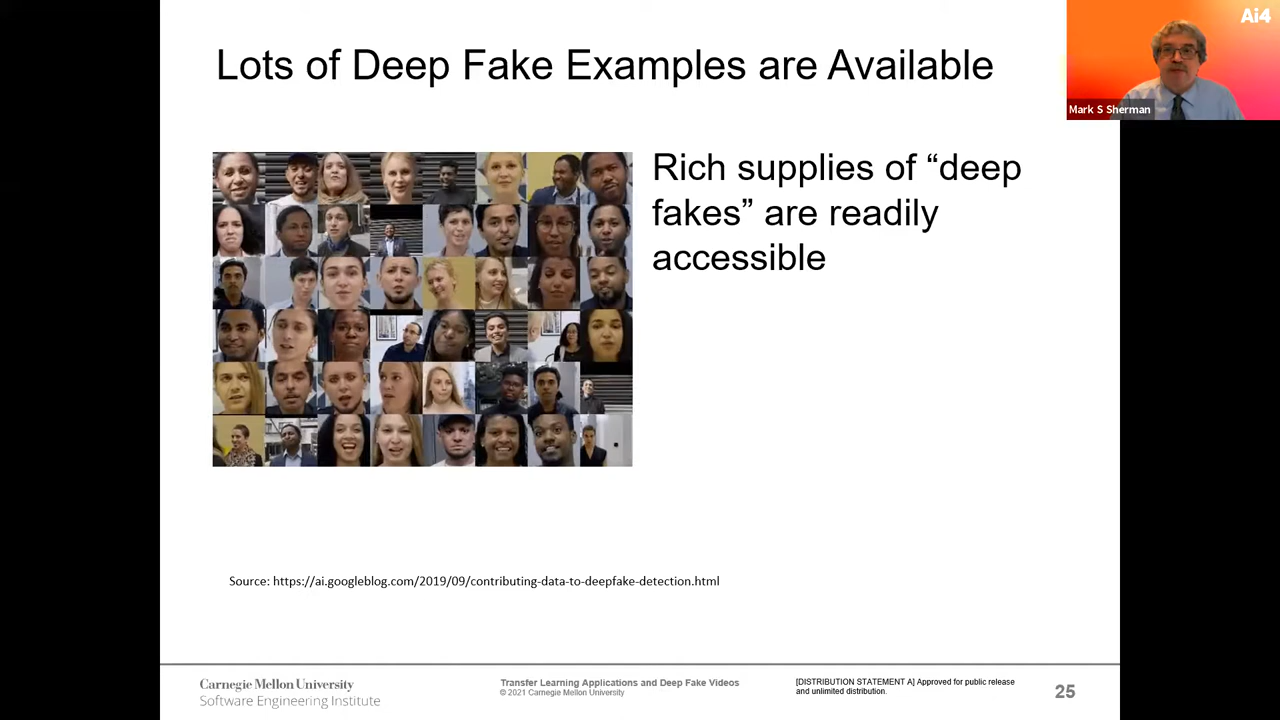 Lots of Deep Fake Examples are Available
Ai4
Mark S Sherman
Rich supplies of “deep
fakes” are readily
accessible
Source: https://ai.googleblog.com/2019/09/contributing-data-to-deepfake-detection.html
Carnegie Mellon University
Software Engineering Institute
Transfer Learning Applications and Deep Fake Videos
© 2021 Carnegie Mellon University
[DISTRIBUTION STATEMENT A] Approved for public release
and unlimited distribution.
25